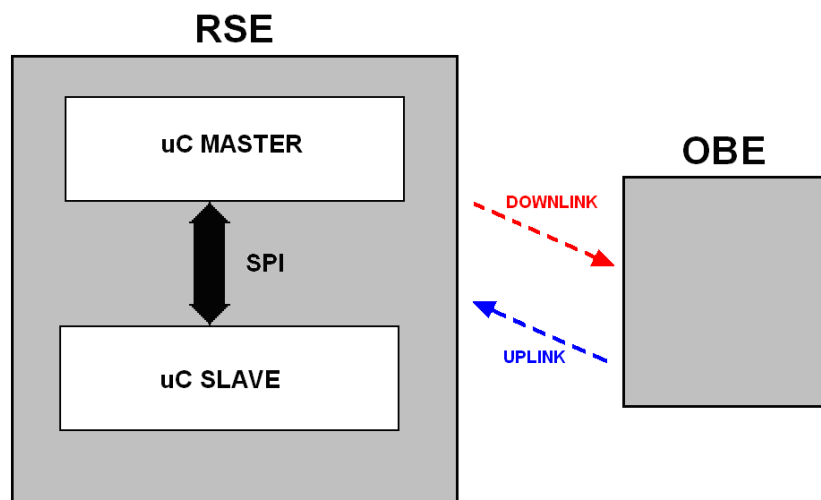 RSE
uC MASTER
SPI
uC SLAVE
DOWNLINK
UPLINK
OBE